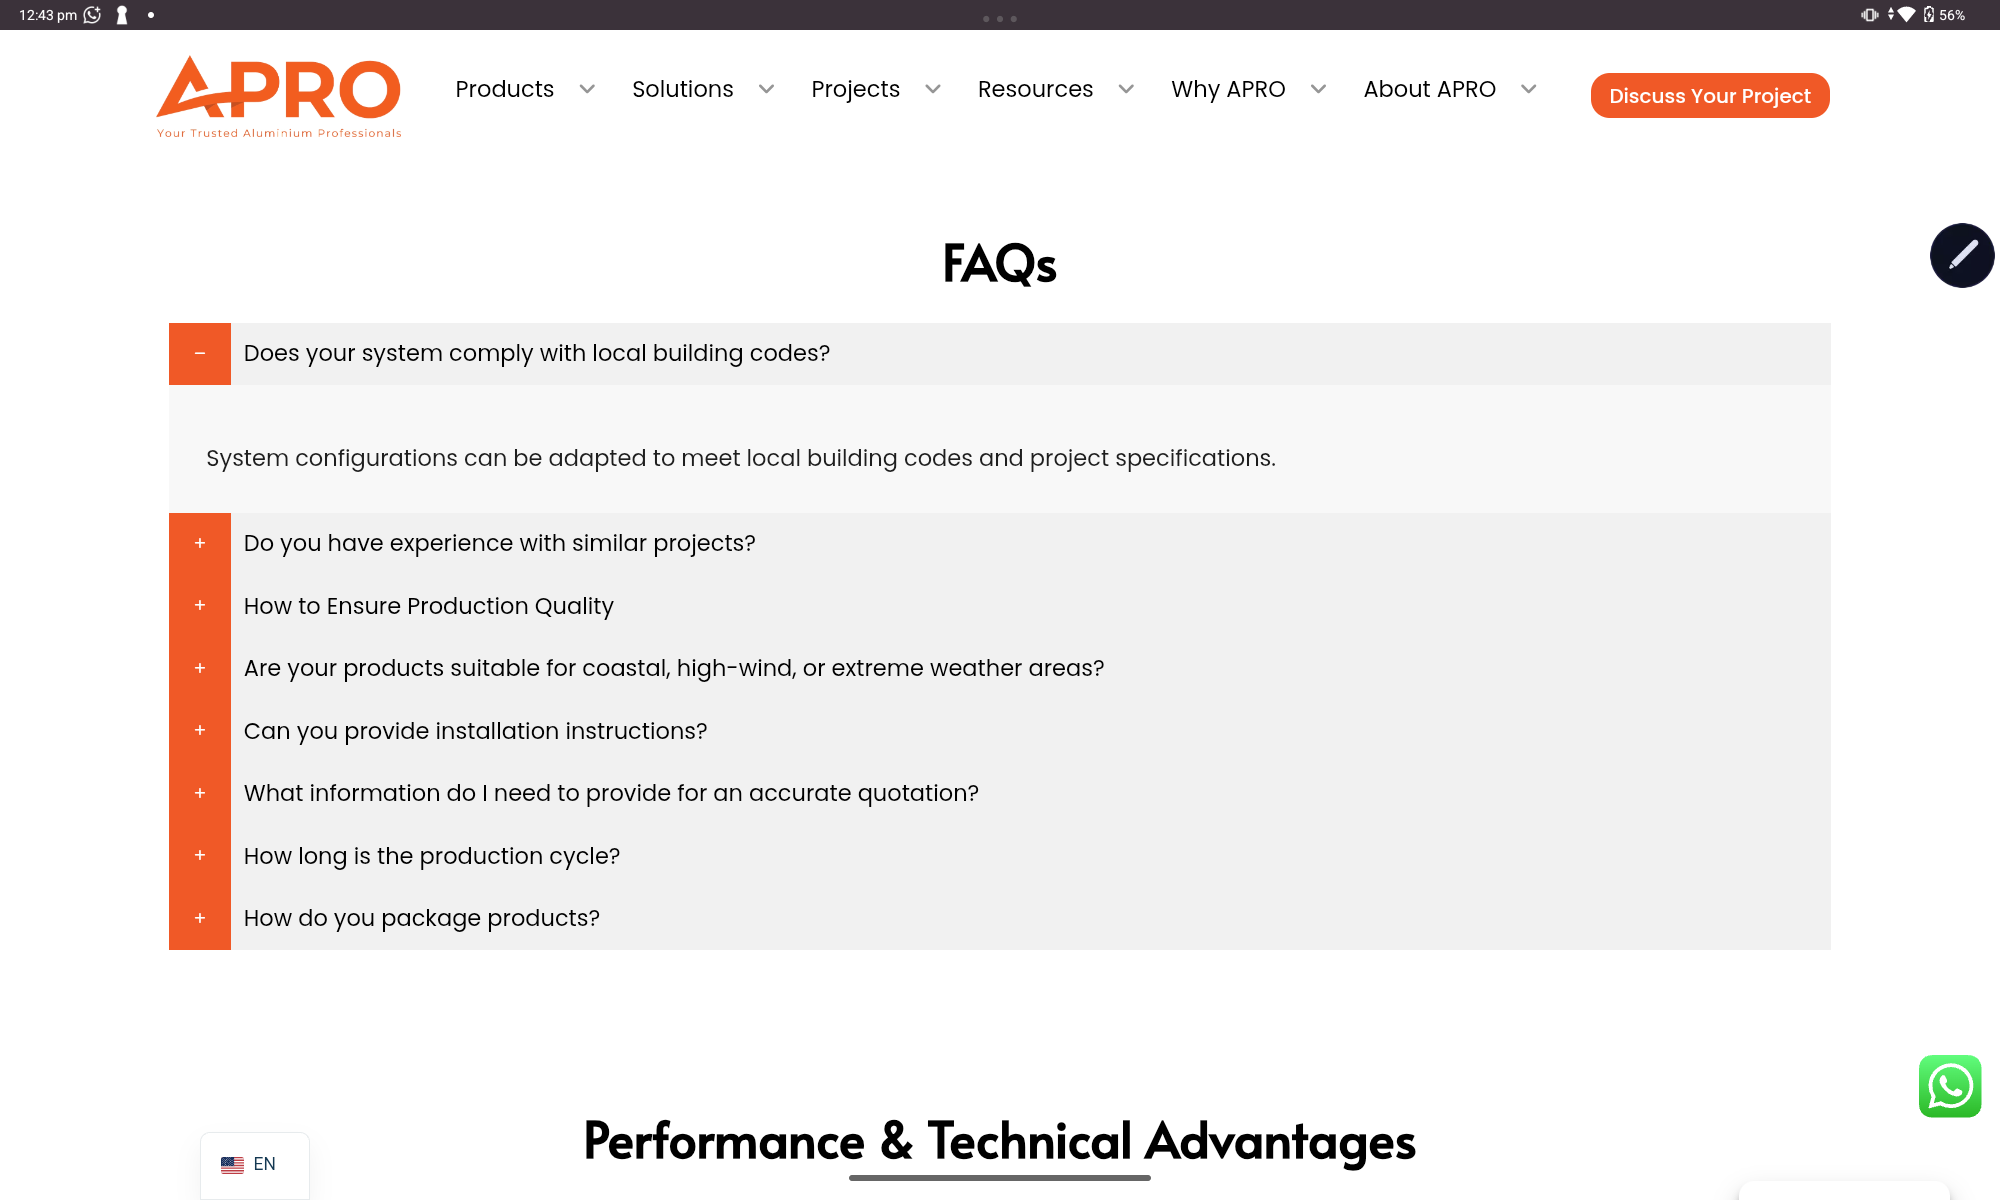 12:43 pm
56%
APRO
Your Trusted Aluminium Professionals
Products
Solutions
Projects
Resources
Why APRO
About APRO
Discuss Your Project
FAQs
− Does your system comply with local building codes?
System configurations can be adapted to meet local building codes and project specifications.
+ Do you have experience with similar projects?
+ How to Ensure Production Quality
+ Are your products suitable for coastal, high-wind, or extreme weather areas?
+ Can you provide installation instructions?
+ What information do I need to provide for an accurate quotation?
+ How long is the production cycle?
+ How do you package products?
Performance & Technical Advantages
EN